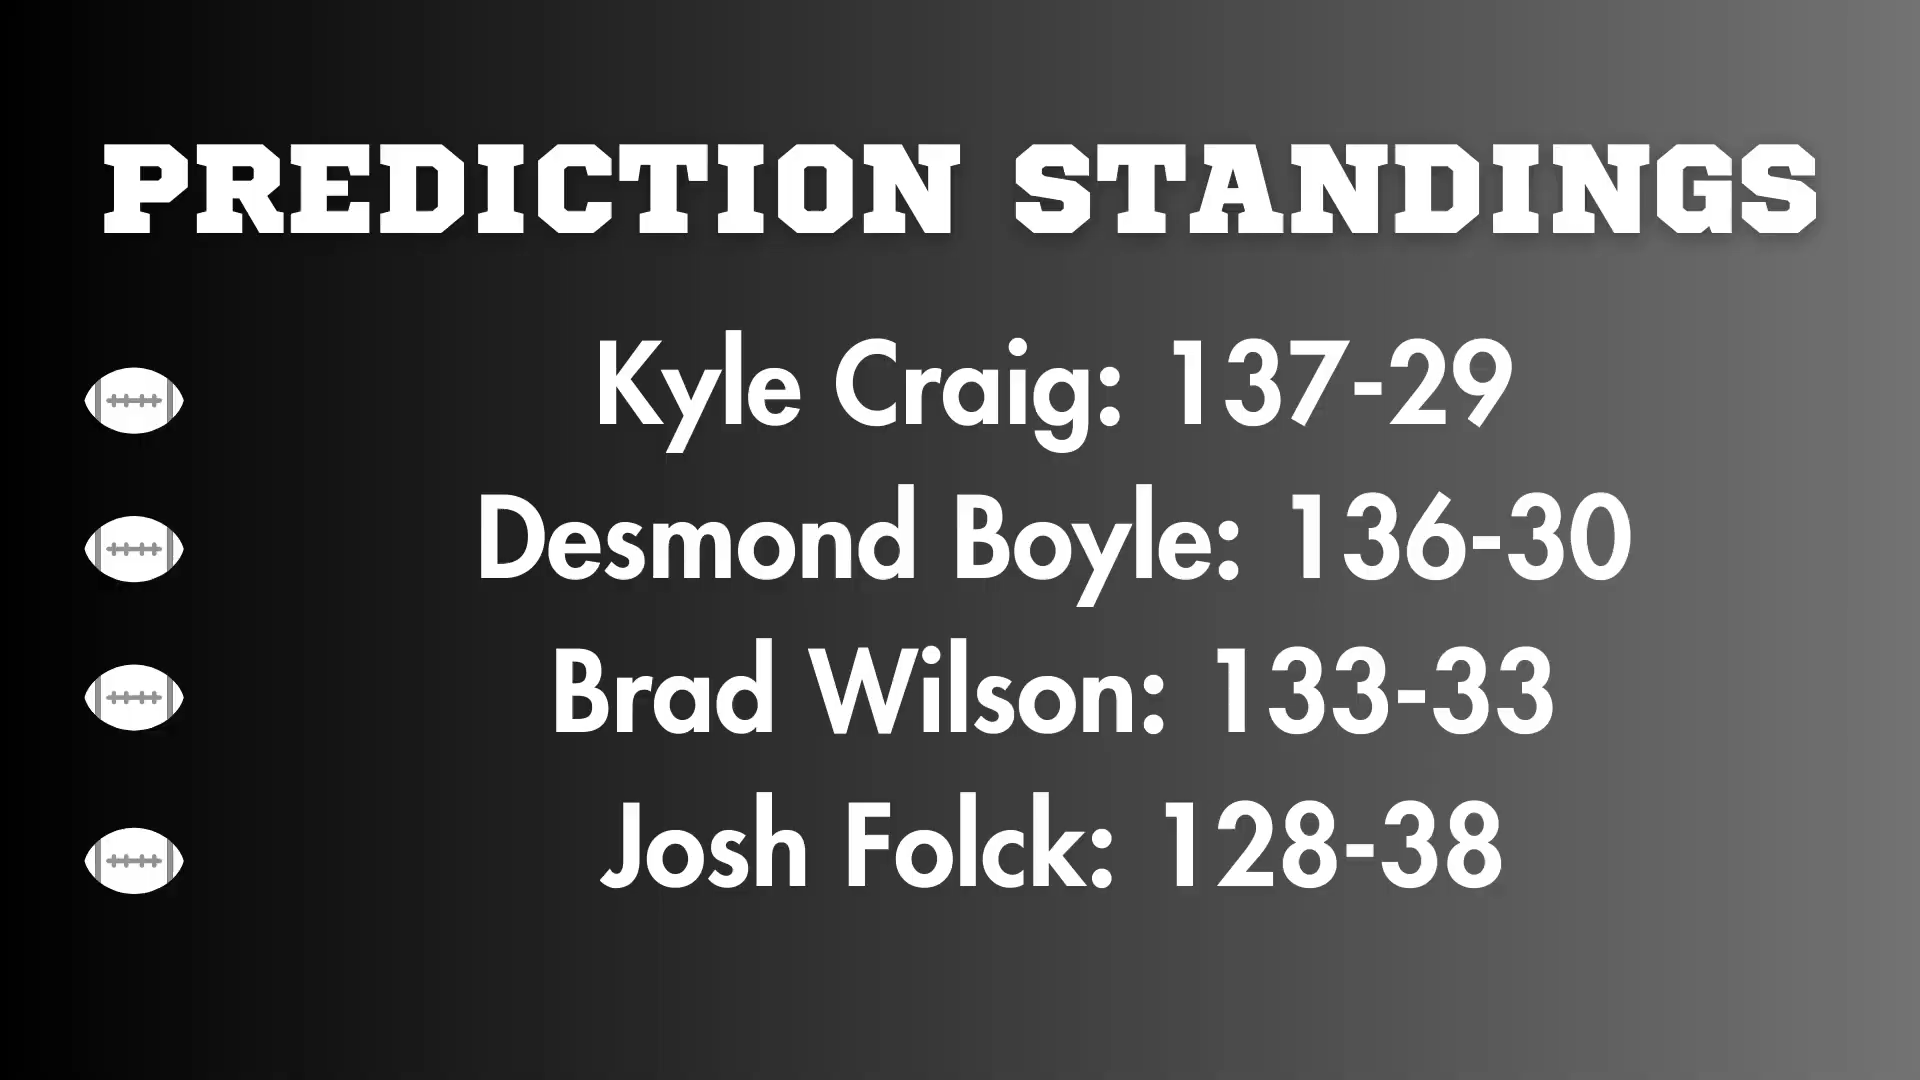 PREDICTION STANDINGS
Kyle Craig: 137-29
Desmond Boyle: 136-30
Brad Wilson: 133-33
Josh Folck: 128-38